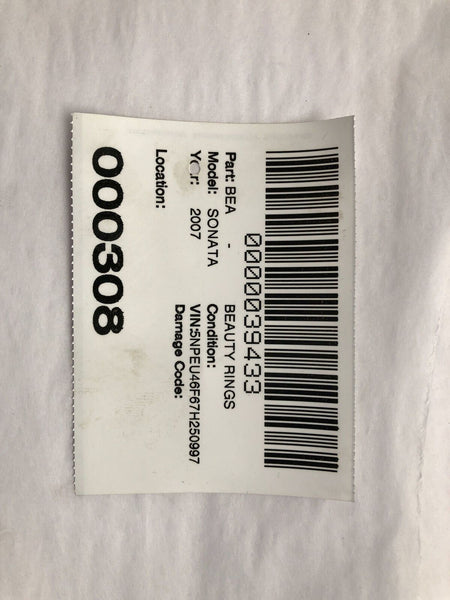 0000039433
Part: BEA - BEAUTY RINGS
Model: SONATA Condition:
Year: 2007 VIN:5NPEU46F67H250997
Damage Code:
Location:
000308